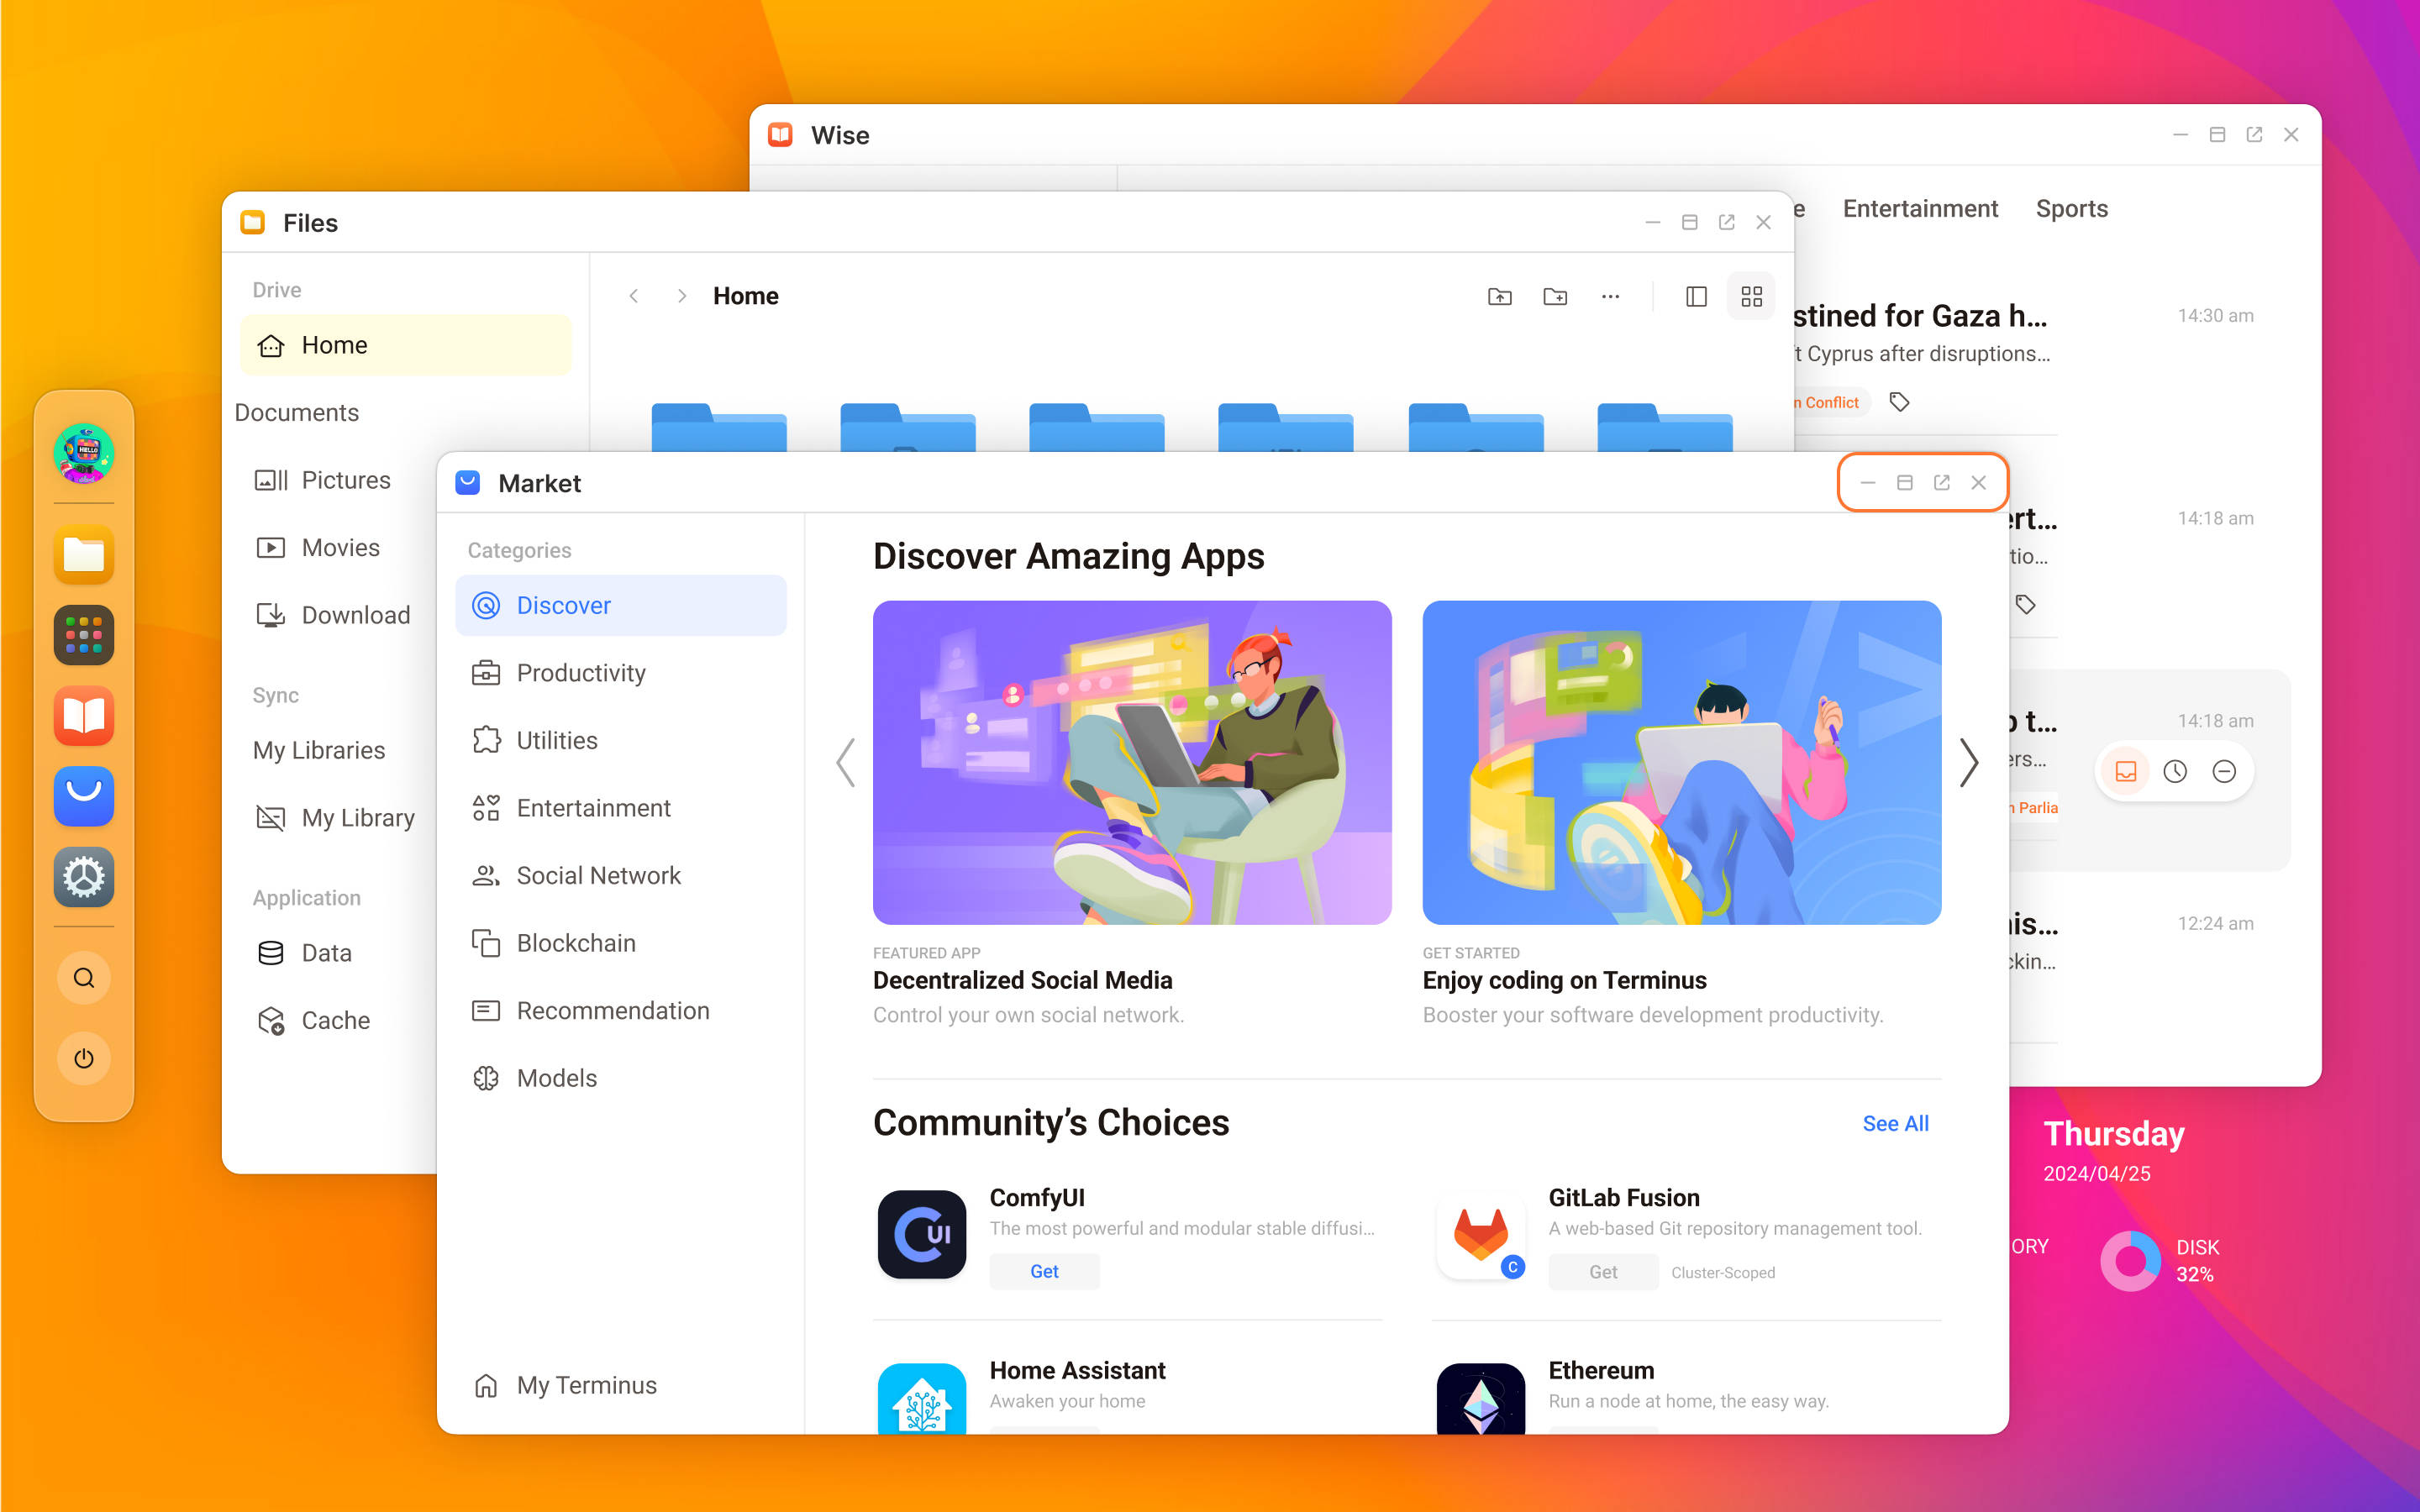 Wise
Entertainment
Sports
stined for Gaza h...
14:30 am
't Cyprus after disruptions...
n Conflict
ert...
14:18 am
tio...
t...
14:18 am
ers...
n Parlia
is...
12:24 am
ckin...
Files
Drive
Home
Documents
Pictures
Movies
Download
Sync
My Libraries
My Library
Application
Data
Cache
Home
Market
Categories
Discover
Productivity
Utilities
Entertainment
Social Network
Blockchain
Recommendation
Models
My Terminus
Discover Amazing Apps
FEATURED APP
Decentralized Social Media
Control your own social network.
GET STARTED
Enjoy coding on Terminus
Booster your software development productivity.
Community’s Choices
See All
ComfyUI
The most powerful and modular stable diffusi...
Get
GitLab Fusion
A web-based Git repository management tool.
Get
Cluster-Scoped
Home Assistant
Awaken your home
Ethereum
Run a node at home, the easy way.
C UI
C
HELLO
Thursday
2024/04/25
ORY
DISK
32%